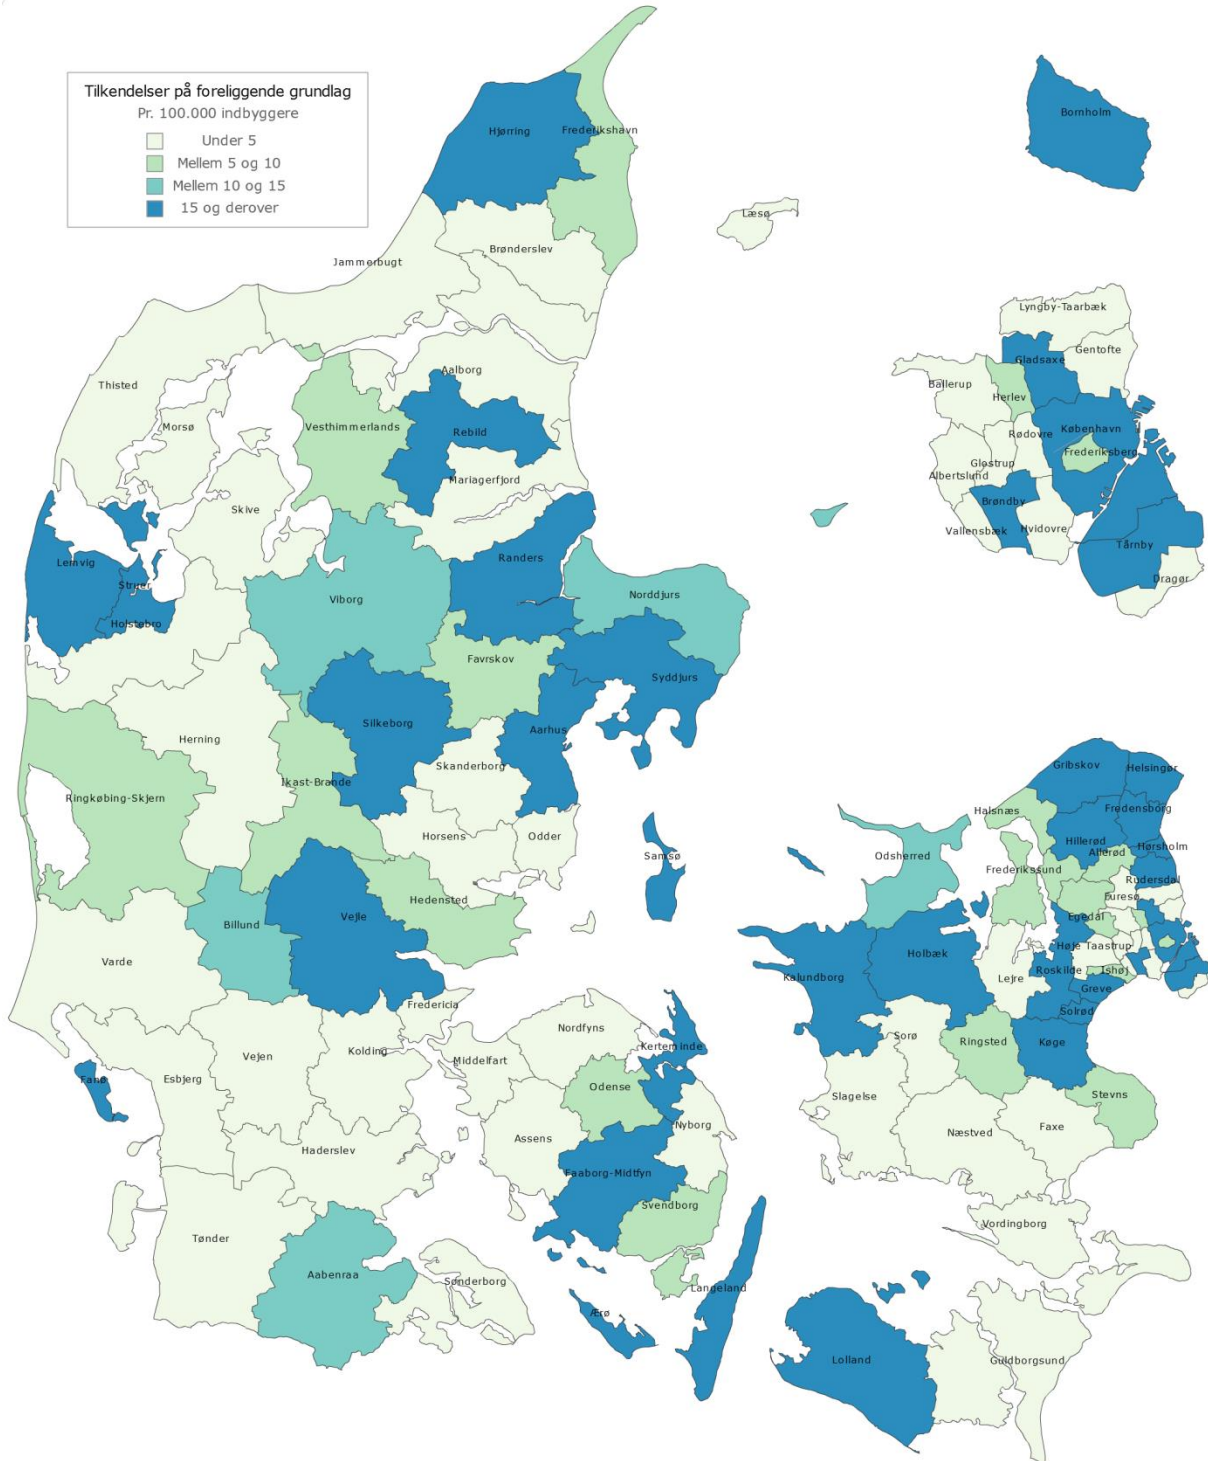 Tilkendelser på foreliggende grundlag
Pr. 100.000 indbyggere
Under 5
Mellem 5 og 10
Mellem 10 og 15
15 og derover
Hjørring
Frederikshavn
Bornholm
Læsø
Brønderslev
Jammerbugt
Lyngby-Taarbæk
Gentofte
Gladsaxe
Thisted
Aalborg
Ballerup
Herlev
Morsø
Vesthimmerlands
Rebild
København
Rødovre
Frederiksberg
Glostrup
Albertslund
Mariagerfjord
Brøndby
Skive
Vallensbæk
Hvidovre
Tårnby
Dragør
Lemvig
Randers
Struer
Viborg
Norddjurs
Holstebro
Favrskov
Syddjurs
Silkeborg
Aarhus
Herning
Skanderborg
Ikast-Brande
Ringkøbing-Skjern
Gribskov
Helsingør
Halsnæs
Fredensborg
Horsens
Odder
Hillerød
Samsø
Odsherred
Allerød
Hørsholm
Frederikssund
Rudersdal
Hedensted
Furesø
Vejle
Egedal
Billund
Høje Taastrup
Holbæk
Varde
Kalundborg
Lejre
Roskilde
Ishøj
Greve
Fredericia
Solrød
Nordfyns
Kerteminde
Sorø
Ringsted
Køge
Vejen
Kolding
Middelfart
Fanø
Esbjerg
Odense
Slagelse
Stevns
Assens
Nyborg
Næstved
Faxe
Haderslev
Faaborg-Midtfyn
Svendborg
Vordingborg
Tønder
Aabenraa
Sønderborg
Langeland
Ærø
Lolland
Guldborgsund